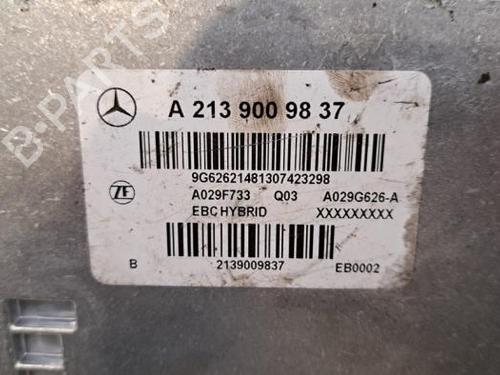 B-PARTS
A 213 900 98 37
9G62621481307423298
ZF
A029F733 Q03 A029G626-A
EBC HYBRID XXXXXXXXX
B 2139009837 EB0002